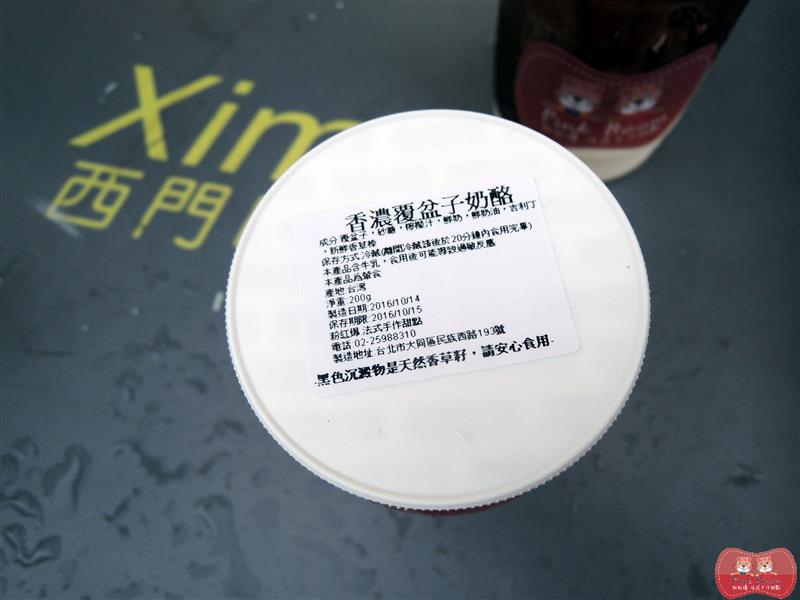 Xim
西門
香濃覆盆子奶酪
成分:覆盆子，砂糖，檸檬汁，鮮奶，鮮奶油，吉利丁
，新鮮香草棒
保存方式:冷藏(離開冷藏請後於20分鐘內食用完畢)
本產品含牛乳，食用後可能導致過敏反應
本產品為葷食
產地:台灣
淨重:200g
製造日期:2016/10/14
保存期限:2016/10/15
粉紅爆.法式手作甜點
電話:02-25988310
製造地址:台北市大同區民族西路193號
黑色沉澱物是天然香草籽，請安心食用